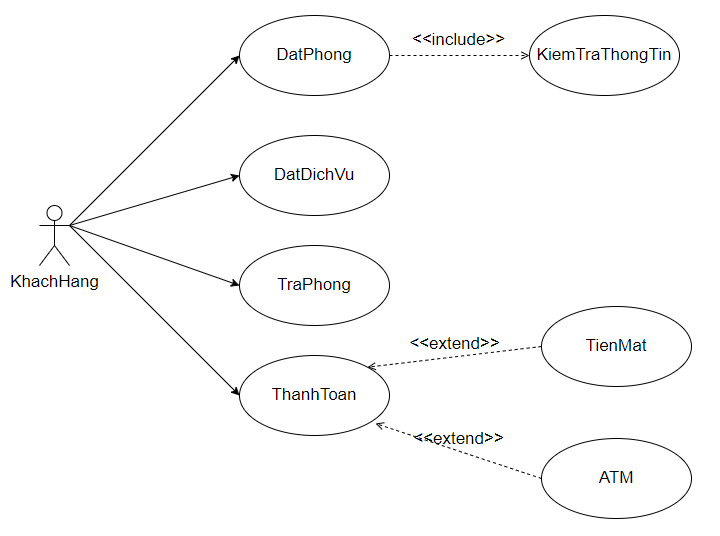 DatPhong
<<include>>
KiemTraThongTin
DatDichVu
KhachHang
TraPhong
<<extend>>
TienMat
ThanhToan
<<extend>>
ATM